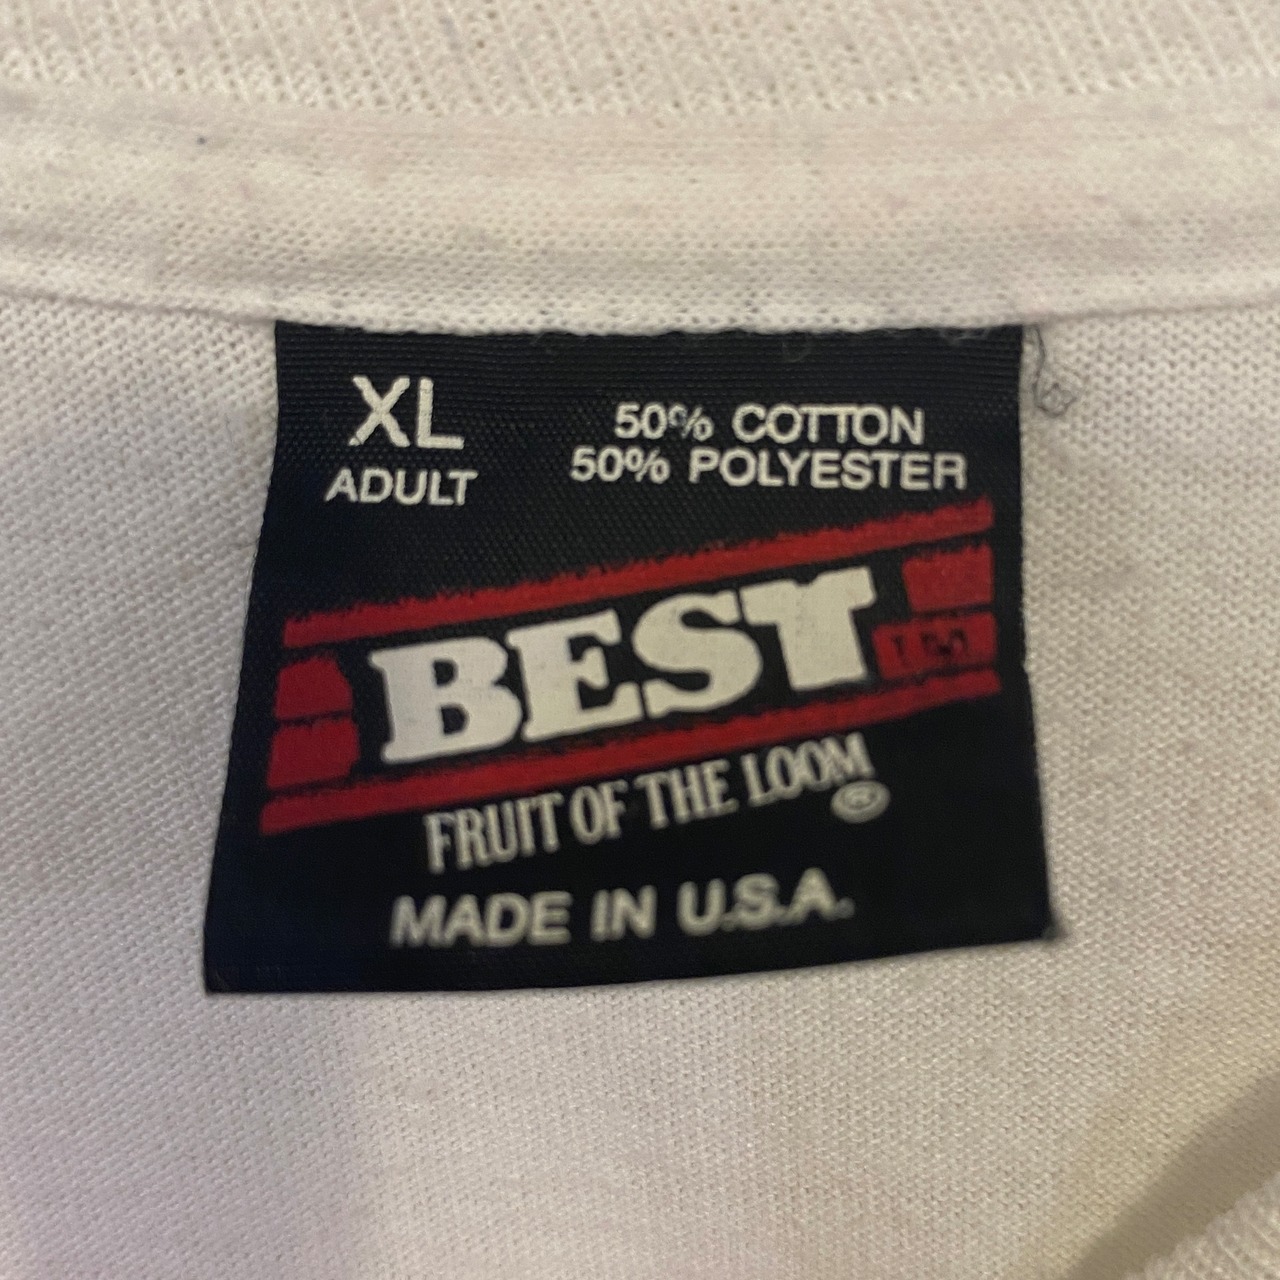 XL
ADULT
50% COTTON
50% POLYESTER
BEST
TM
FRUIT OF THE LOOM
®
MADE IN U.S.A.